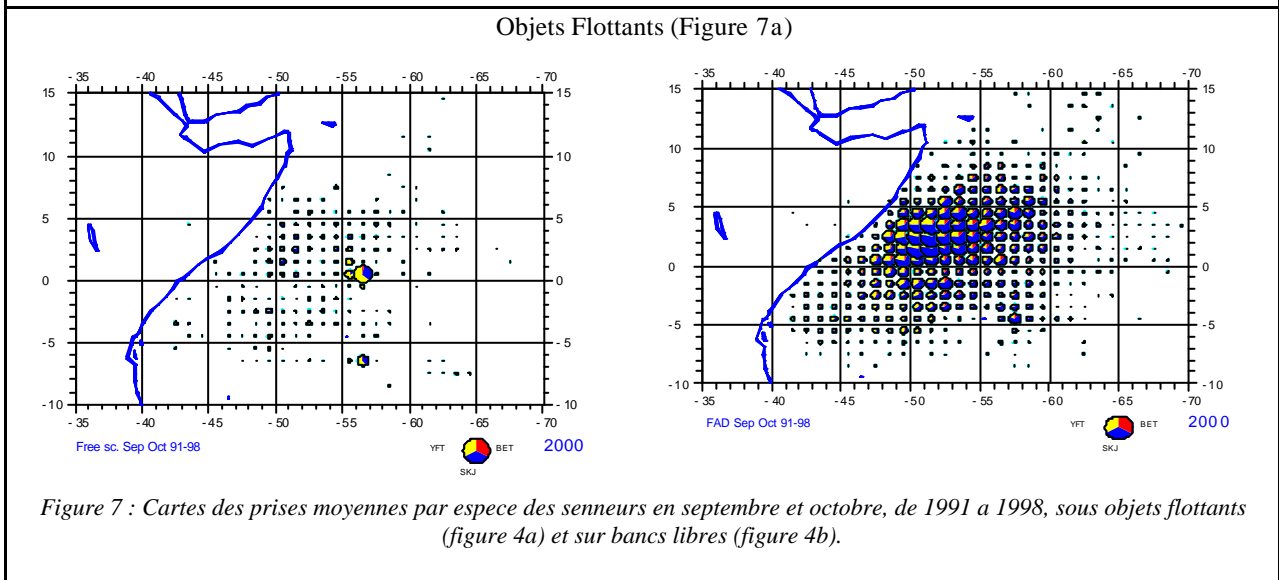 Objets Flottants (Figure 7a)
- 35 - 40 - 45 - 50 - 55 - 65 - 70
15 15
10 10
5 5
0 0
- 5 - 5
- 10 - 10
- 35 - 40 - 45 - 50 - 55 - 65 - 70
Free sc. Sep Oct 91-98
YFT BET
SKJ
2000
- 35 - 40 - 45 - 50 - 55 - 60 - 65 -70
15 15
10 10
5 5
0 0
- 5 - 5
- 10 - 10
- 35 - 40 - 45 - 50 - 55 - 60 - 65 -70
FAD Sep Oct 91-98
YFT BET
SKJ
2000
Figure 7 : Cartes des prises moyennes par espece des senneurs en septembre et octobre, de 1991 a 1998, sous objets flottants
(figure 4a) et sur bancs libres (figure 4b).